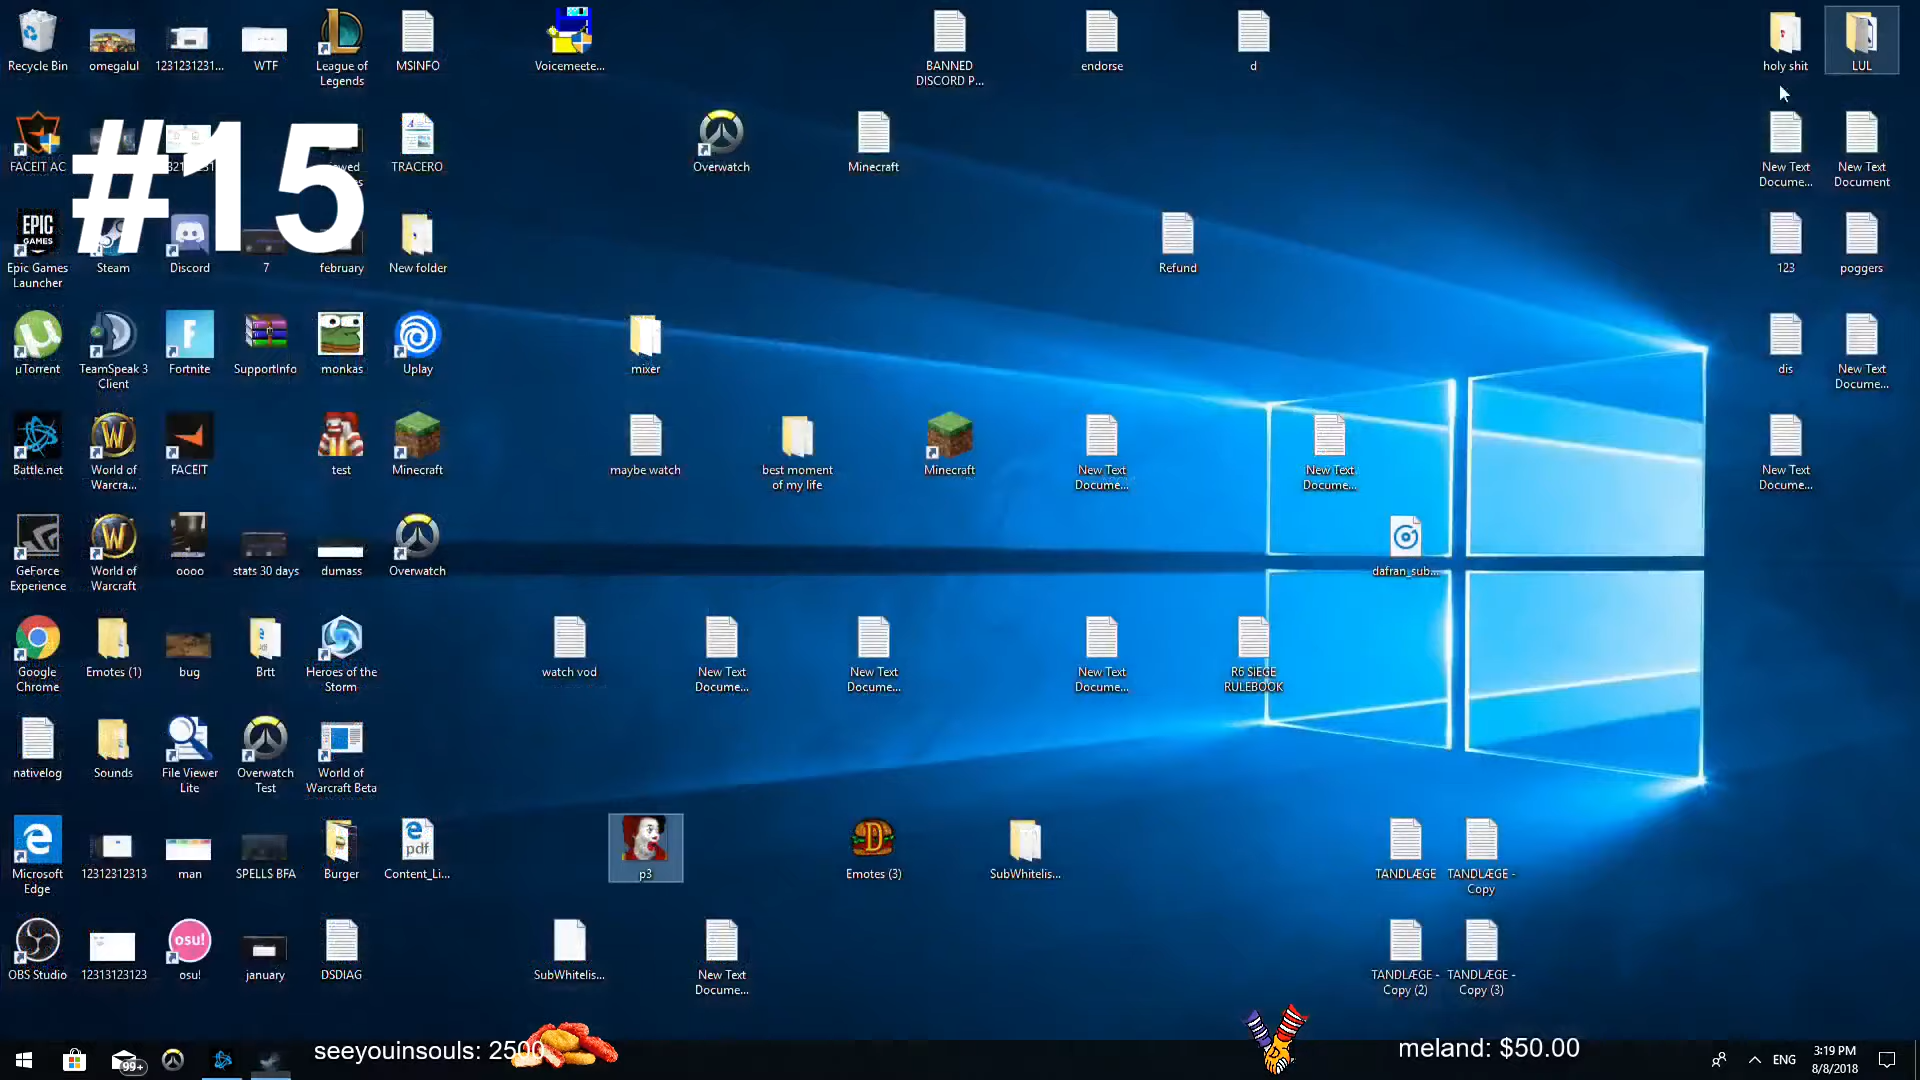 Recycle Bin
omegalul
1231231231...
WTF
League of
Legends
MSINFO
Voicemeete...
BANNED
DISCORD P...
endorse
d
holy shit
LUL
FACEIT AC
#15
TRACERO
Overwatch
Minecraft
New Text
Docume...
New Text
Document
EPIC
GAMES
Epic Games
Launcher
Steam
Discord
7
february
New folder
Refund
123
poggers
µTorrent
TeamSpeak 3
Client
F
Fortnite
SupportInfo
monkas
Uplay
mixer
dis
New Text
Docume...
Battle.net
World of
Warcra...
FACEIT
test
Minecraft
maybe watch
best moment
of my life
Minecraft
New Text
Docume...
New Text
Docume...
New Text
Docume...
GeForce
Experience
World of
Warcraft
oooo
stats 30 days
dumass
Overwatch
dafran_sub...
Google
Chrome
Emotes (1)
bug
Brtt
Heroes of the
Storm
watch vod
New Text
Docume...
New Text
Docume...
New Text
Docume...
R6 SIEGE
RULEBOOK
nativelog
Sounds
File Viewer
Lite
Overwatch
Test
World of
Warcraft Beta
Microsoft
Edge
12312312313
man
SPELLS BFA
Burger
pdf
Content_Li...
p3
D
Emotes (3)
SubWhitelis...
TANDLÆGE
TANDLÆGE -
Copy
OBS Studio
12313123123
osu!
osu!
january
DSDIAG
SubWhitelis...
New Text
Docume...
TANDLÆGE -
Copy (2)
TANDLÆGE -
Copy (3)
99+
seeyouinsouls: 2500
meland: $50.00
ENG
3:19 PM
8/8/2018